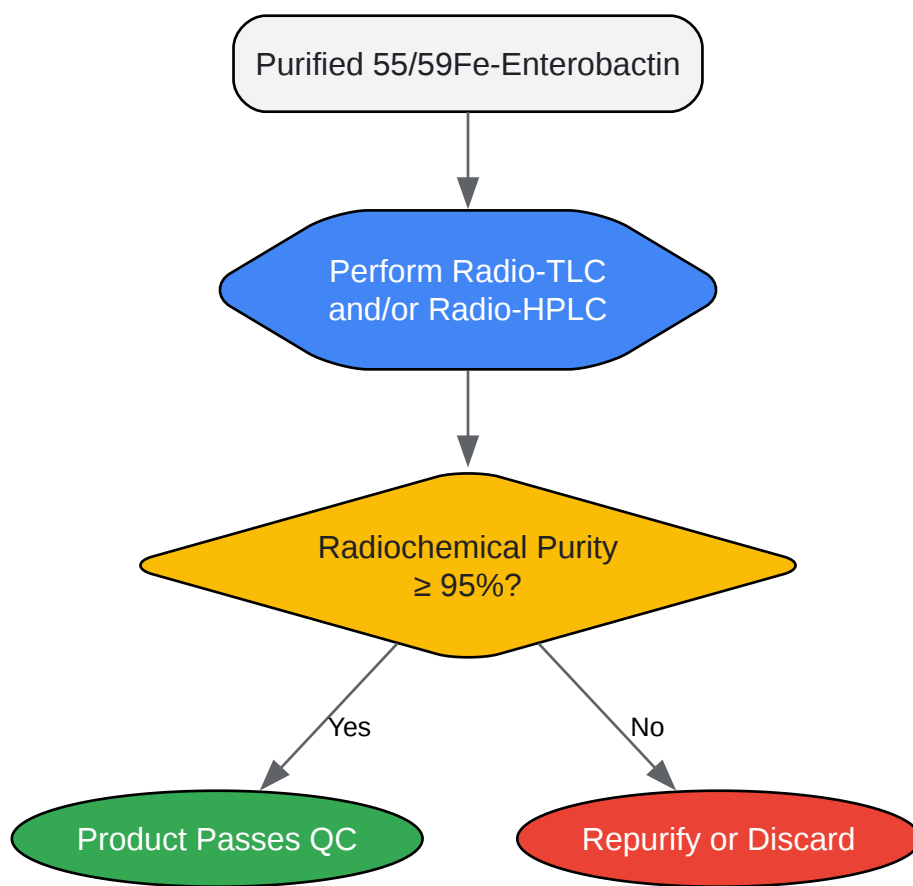 Purified 55/59Fe-Enterobactin
Perform Radio-TLC
and/or Radio-HPLC
Radiochemical Purity
≥ 95%?
Yes
No
Product Passes QC
Repurify or Discard